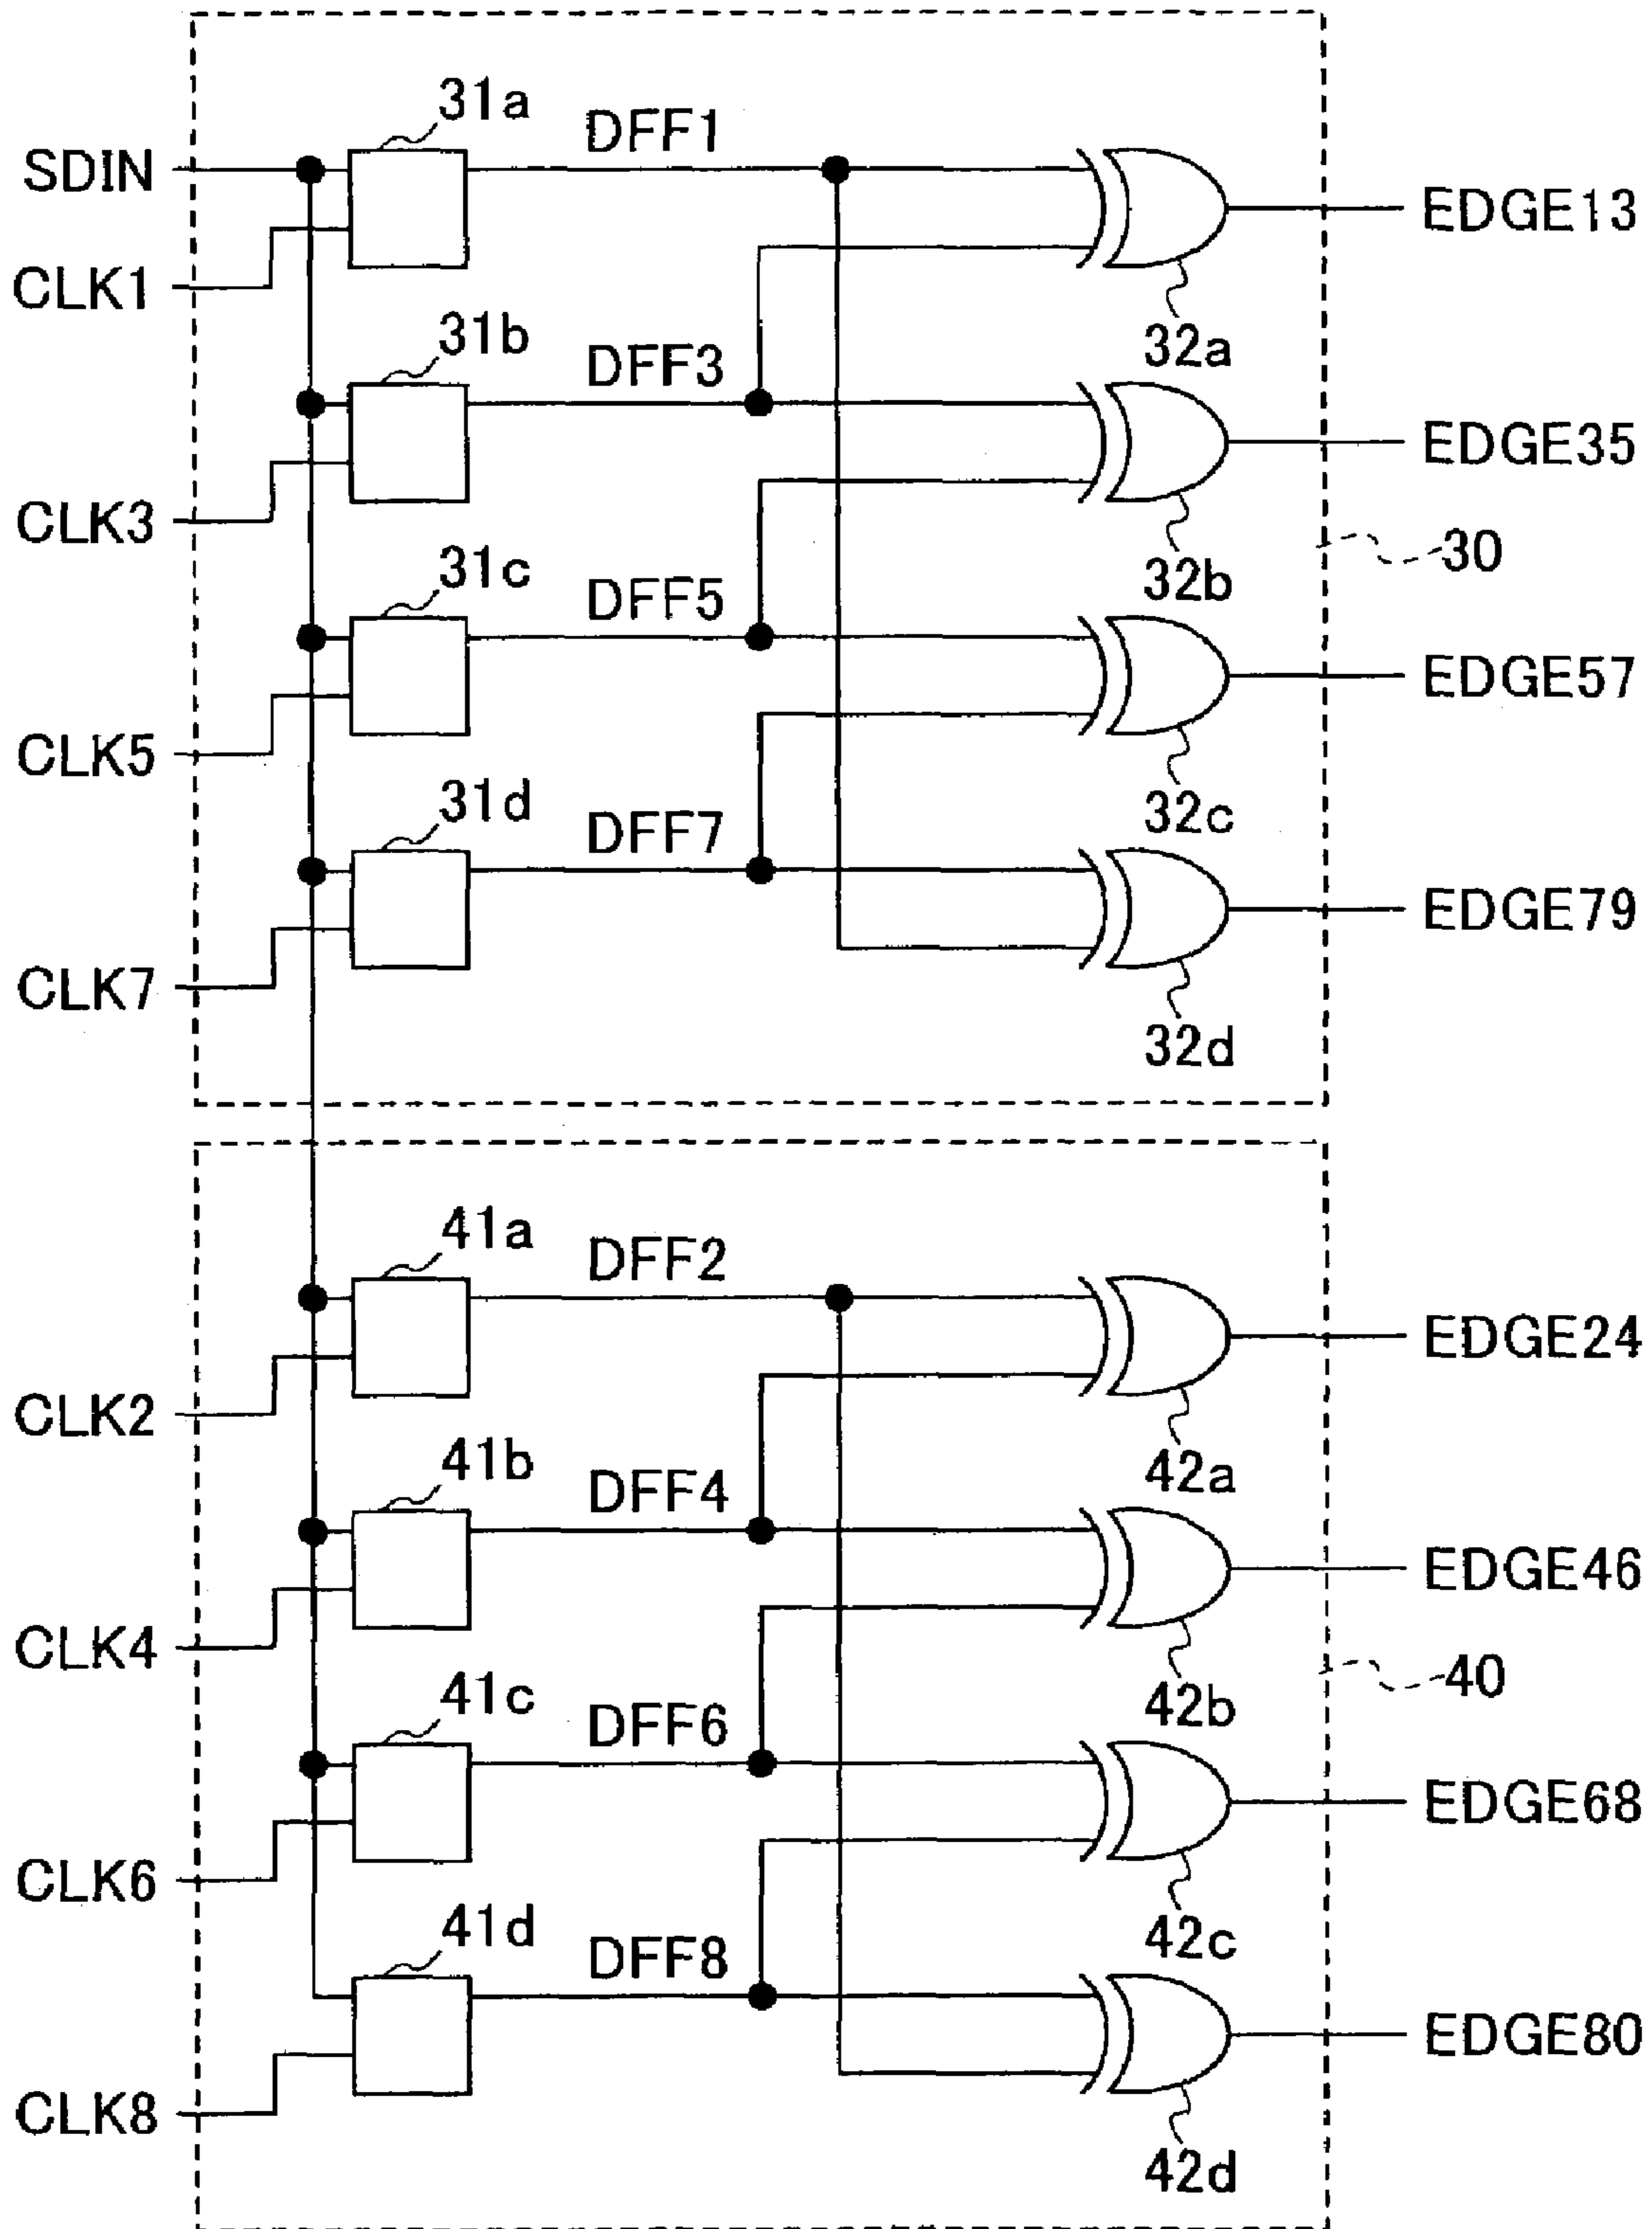 31a
DFF1
SDIN
EDGE13
CLK1
32a
31b
DFF3
EDGE35
CLK3
32b
30
31c
DFF5
EDGE57
CLK5
32c
31d
DFF7
EDGE79
CLK7
32d
41a
DFF2
EDGE24
CLK2
42a
41b
DFF4
EDGE46
CLK4
42b
40
41c
DFF6
EDGE68
CLK6
42c
41d
DFF8
EDGE80
CLK8
42d